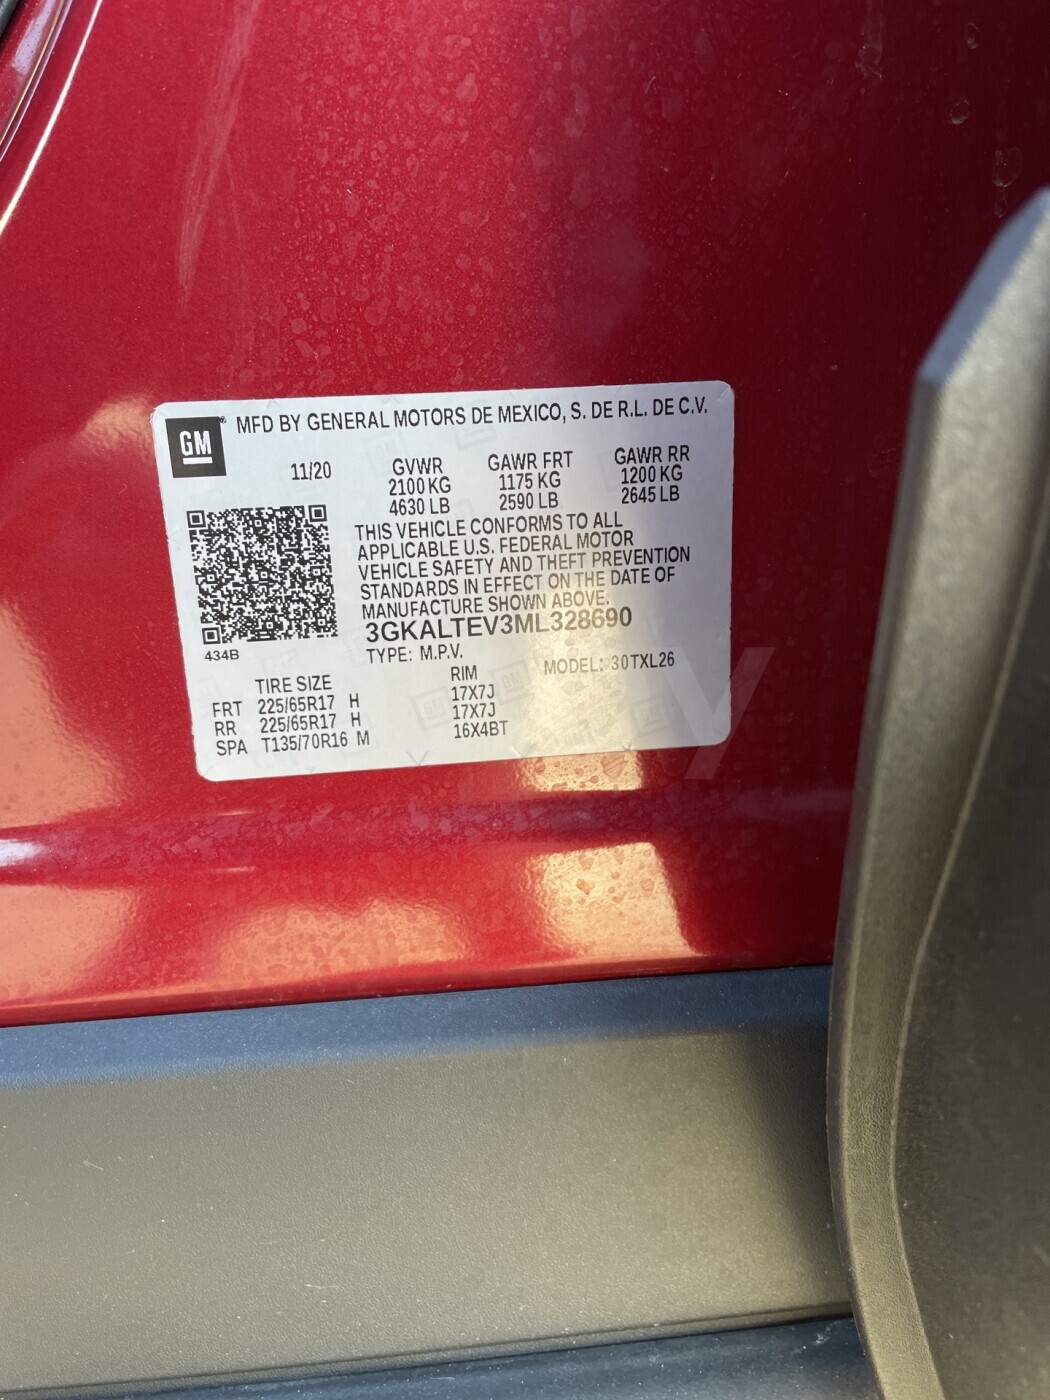 GM® MFD BY GENERAL MOTORS DE MEXICO, S. DE R.L. DE C.V.
11/20 GVWR GAWR FRT GAWR RR
2100 KG 1175 KG 1200 KG
4630 LB 2590 LB 2645 LB
THIS VEHICLE CONFORMS TO ALL
APPLICABLE U.S. FEDERAL MOTOR
VEHICLE SAFETY AND THEFT PREVENTION
STANDARDS IN EFFECT ON THE DATE OF
MANUFACTURE SHOWN ABOVE.
3GKALTEV3ML328690
434B
TYPE: M.P.V. MODEL: 30TXL26
TIRE SIZE RIM
FRT 225/65R17 H 17X7J
RR 225/65R17 H 17X7J
SPA T135/70R16 M 16X4BT